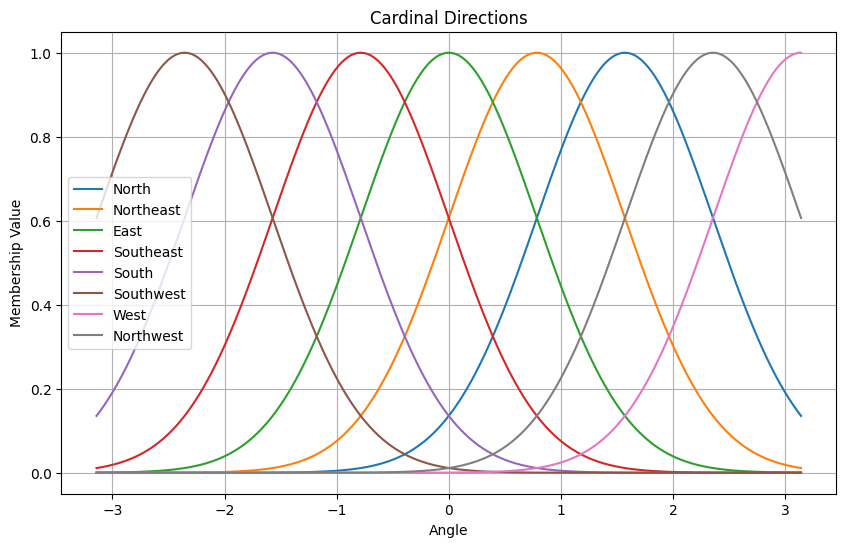 Cardinal Directions
Membership Value
1.0
0.8
0.6
0.4
0.2
0.0
North
Northeast
East
Southeast
South
Southwest
West
Northwest
−3
−2
−1
0
1
2
3
Angle